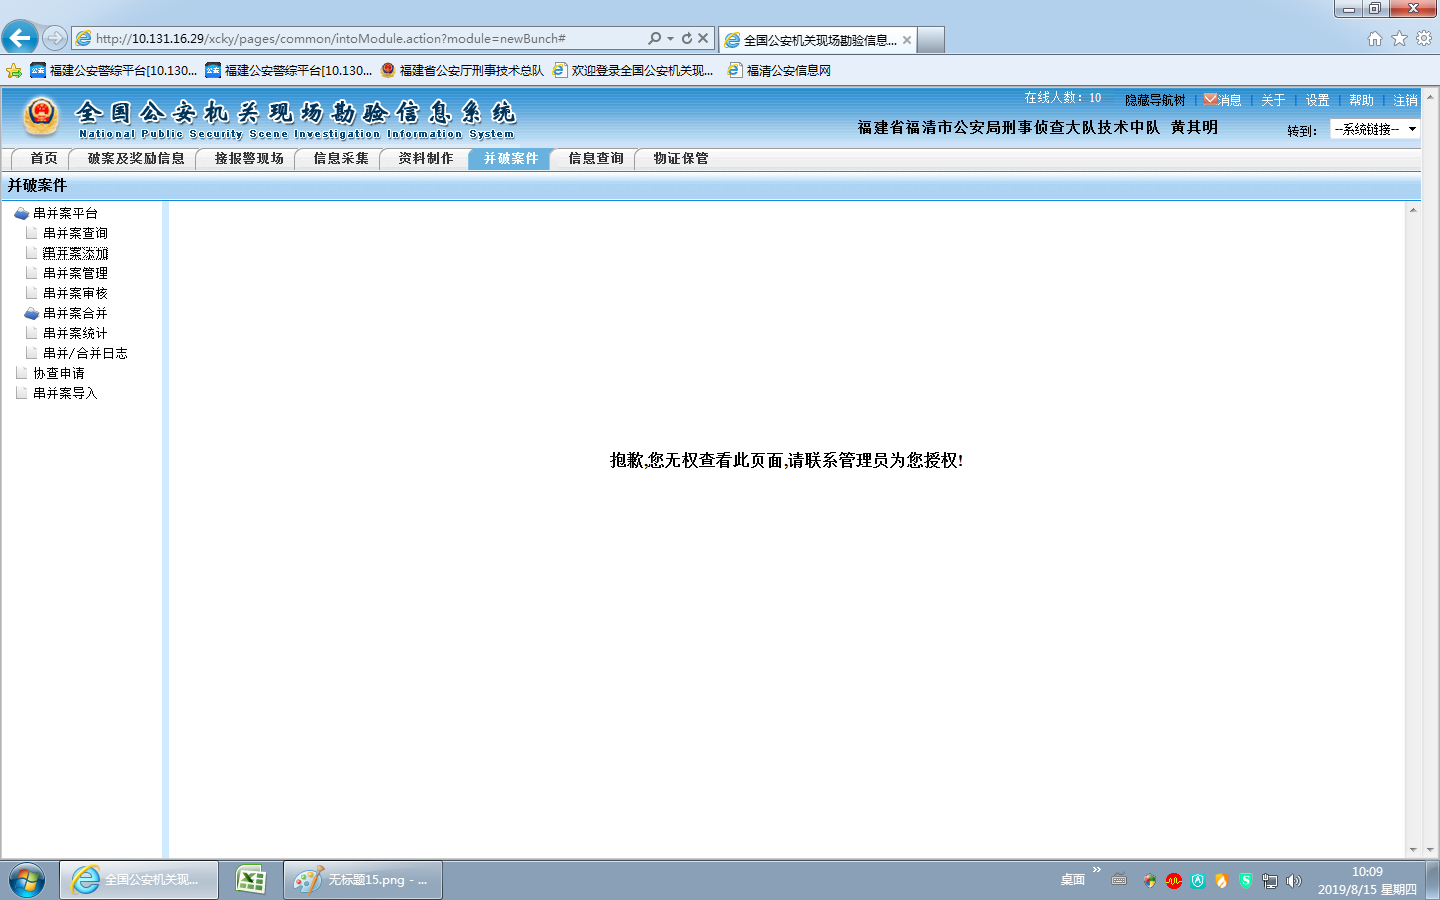 http://10.131.16.29/xcky/pages/common/intoModule.action?module=newBunch#
全国公安机关现场勘验信息...
福建公安警综平台[10.130...
福建公安警综平台[10.130...
福建省公安厅刑事技术总队
欢迎登录全国公安机关现...
福清公安信息网
全国公安机关现场勘验信息系统
National Public Security Scene Investigation Information System
在线人数：10
隐藏导航树
消息
关于
设置
帮助
注销
福建省福清市公安局刑事侦查大队技术中队 黄其明
转到：
--系统链接--
首页
破案及奖励信息
接报警现场
信息采集
资料制作
并破案件
信息查询
物证保管
并破案件
串并案平台
串并案查询
串并案添加
串并案管理
串并案审核
串并案合并
串并案统计
串并/合并日志
协查申请
串并案导入
抱歉,您无权查看此页面,请联系管理员为您授权!
全国公安机关现...
无标题15.png - ...
桌面
10:09
2019/8/15 星期四